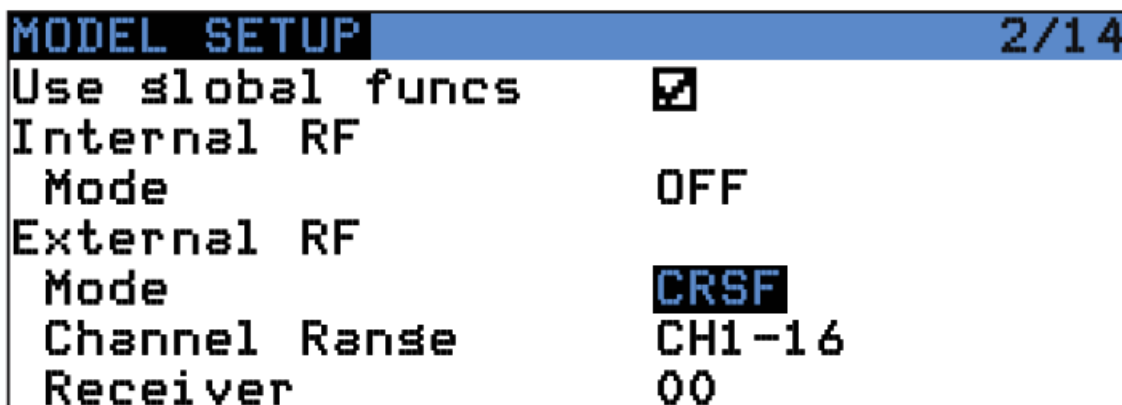 MODEL SETUP 2/14
Use global funcs
Internal RF
Mode OFF
External RF
Mode CRSF
Channel Range CH1-16
Receiver 00